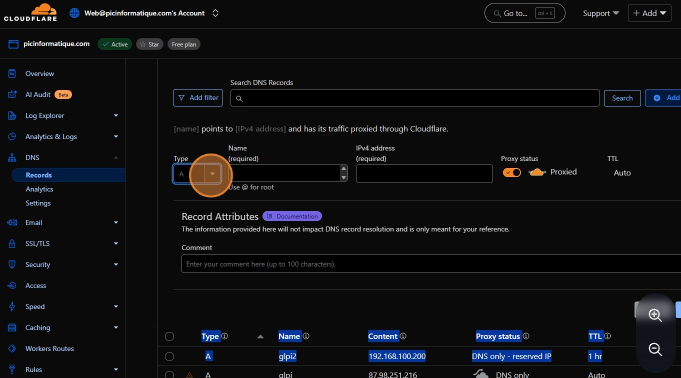 CLOUDFLARE
Web@picinformatique.com's Account
Go to...
Support
+ Add
picinformatique.com
Active
Star
Free plan
Overview
AI Audit Beta
Log Explorer
Analytics & Logs
DNS
Records
Analytics
Settings
Email
SSL/TLS
Security
Access
Speed
Caching
Workers Routes
Rules
Search DNS Records
Add filter
Search
Add
[name] points to [IPv4 address] and has its traffic proxied through Cloudflare.
Type
Name
(required)
IPv4 address
(required)
Proxy status
TTL
A
Proxied
Auto
Use @ for root
Record Attributes
Documentation
The information provided here will not impact DNS record resolution and is only meant for your reference.
Comment
Enter your comment here (up to 100 characters).
Type Name Content Proxy status TTL
A glpi2 192.168.100.200 DNS only - reserved IP 1 hr
A glpi 87.98.251.216 DNS only Auto